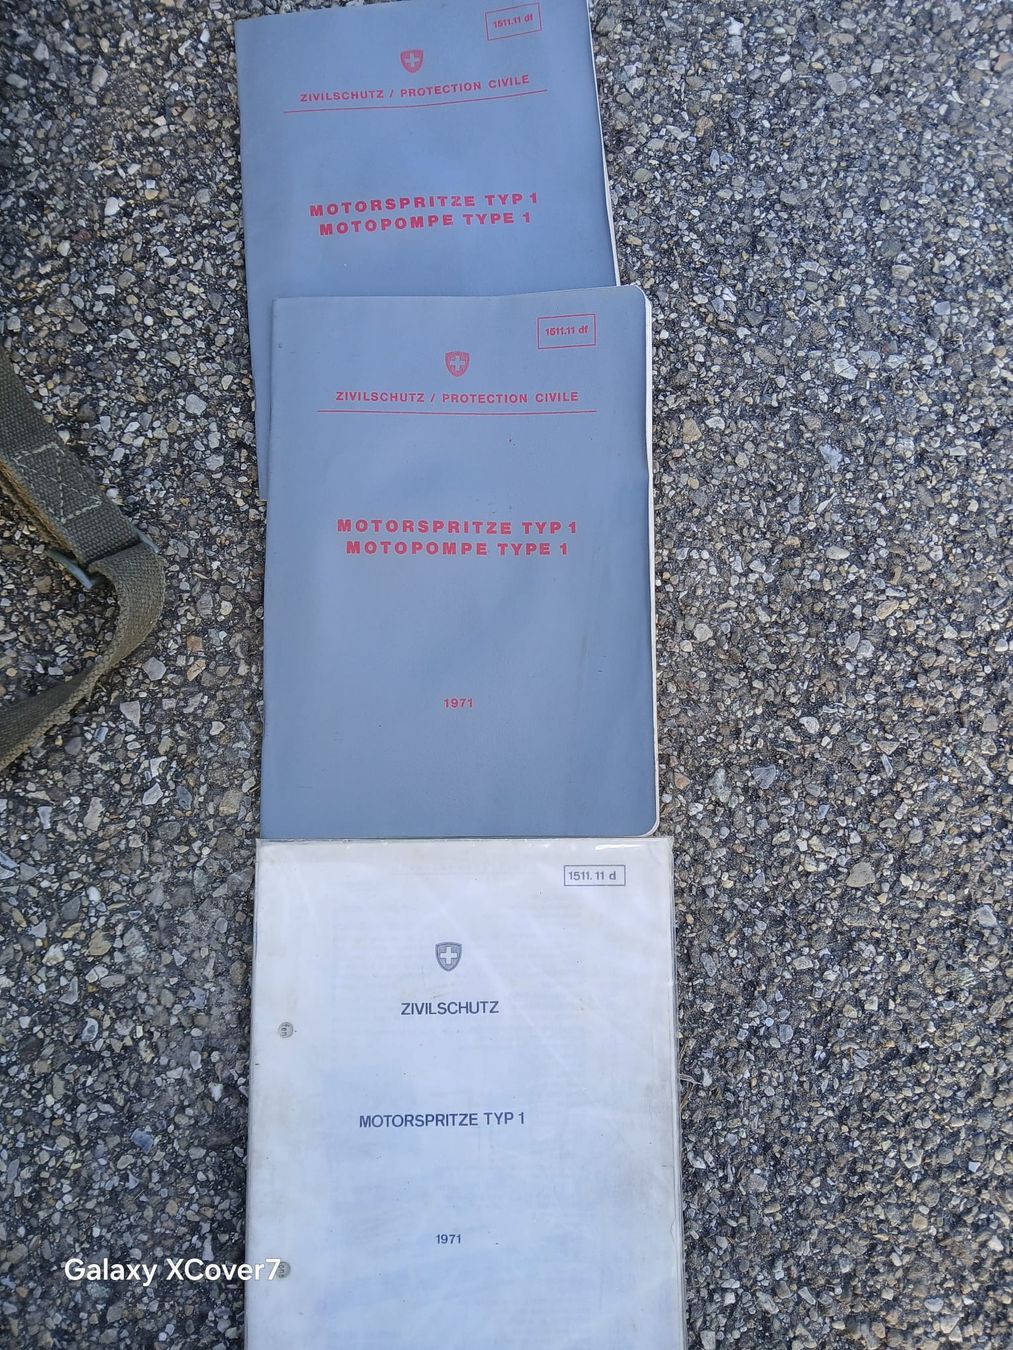 1511.11 df
ZIVILSCHUTZ / PROTECTION CIVILE
MOTORSPRITZE TYP 1
MOTOPOMPE TYPE 1
1511.11 df
ZIVILSCHUTZ / PROTECTION CIVILE
MOTORSPRITZE TYP 1
MOTOPOMPE TYPE 1
1971
1511. 11 d
ZIVILSCHUTZ
MOTORSPRITZE TYP 1
1971
Galaxy XCover7